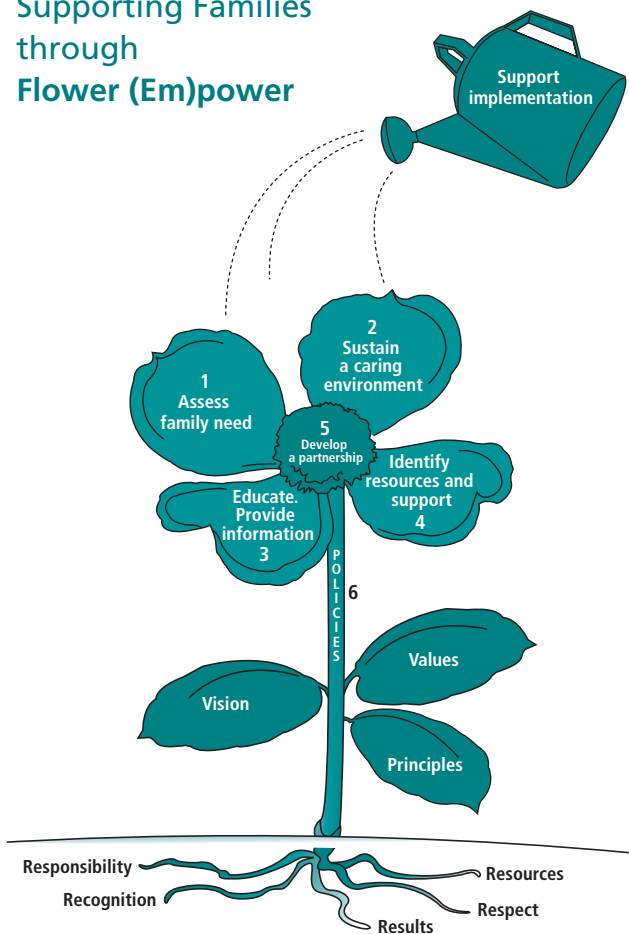 Supporting Families
through
Flower (Em)power
Support
implementation
1
Assess
family need
2
Sustain
a caring
environment
5
Develop
a partnership
Educate.
Provide
information
3
Identify
resources and
support
4
POLICIES
6
Vision
Values
Principles
Responsibility
Recognition
Results
Respect
Resources